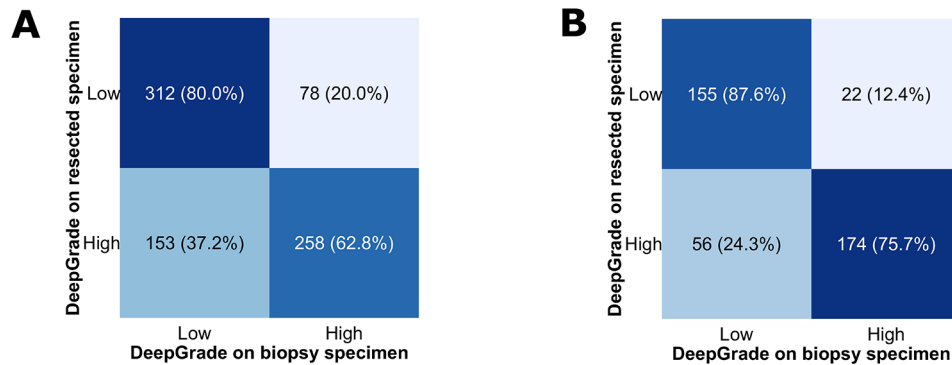 A
DeepGrade on resected specimen
Low
312 (80.0%)
78 (20.0%)
High
153 (37.2%)
258 (62.8%)
Low
High
DeepGrade on biopsy specimen
B
DeepGrade on resected specimen
Low
155 (87.6%)
22 (12.4%)
High
56 (24.3%)
174 (75.7%)
Low
High
DeepGrade on biopsy specimen